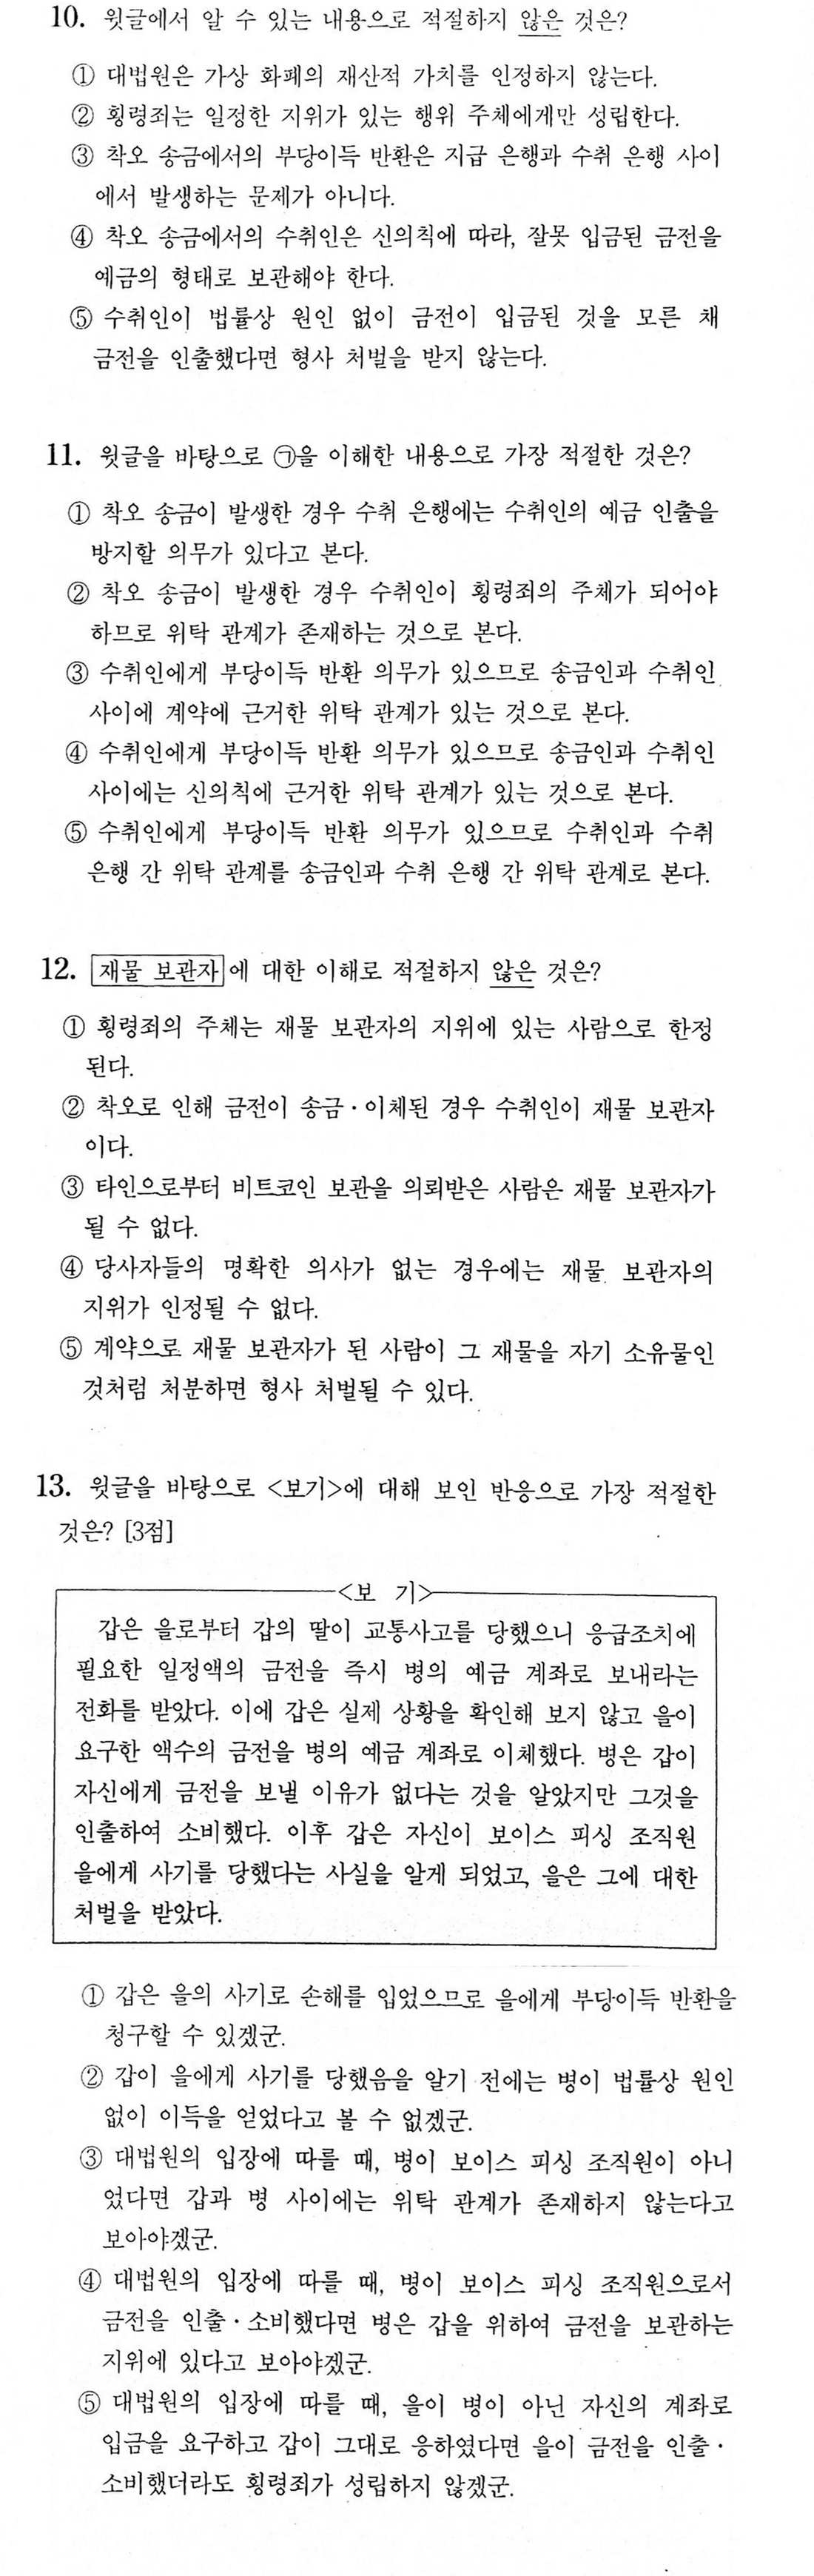 10. 윗글에서 알 수 있는 내용으로 적절하지 않은 것은?
① 대법원은 가상 화폐의 재산적 가치를 인정하지 않는다.
② 횡령죄는 일정한 지위가 있는 행위 주체에게만 성립한다.
③ 착오 송금에서의 부당이득 반환은 지급 은행과 수취 은행 사이
에서 발생하는 문제가 아니다.
④ 착오 송금에서의 수취인은 신의칙에 따라, 잘못 입금된 금전을
예금의 형태로 보관해야 한다.
⑤ 수취인이 법률상 원인 없이 금전이 입금된 것을 모른 채
금전을 인출했다면 형사 처벌을 받지 않는다.
11. 윗글을 바탕으로 ㉠을 이해한 내용으로 가장 적절한 것은?
① 착오 송금이 발생한 경우 수취 은행에는 수취인의 예금 인출을
방지할 의무가 있다고 본다.
② 착오 송금이 발생한 경우 수취인이 횡령죄의 주체가 되어야
하므로 위탁 관계가 존재하는 것으로 본다.
③ 수취인에게 부당이득 반환 의무가 있으므로 송금인과 수취인
사이에 계약에 근거한 위탁 관계가 있는 것으로 본다.
④ 수취인에게 부당이득 반환 의무가 있으므로 송금인과 수취인
사이에는 신의칙에 근거한 위탁 관계가 있는 것으로 본다.
⑤ 수취인에게 부당이득 반환 의무가 있으므로 수취인과 수취
은행 간 위탁 관계를 송금인과 수취 은행 간 위탁 관계로 본다.
12. 재물 보관자에 대한 이해로 적절하지 않은 것은?
① 횡령죄의 주체는 재물 보관자의 지위에 있는 사람으로 한정
된다.
② 착오로 인해 금전이 송금·이체된 경우 수취인이 재물 보관자
이다.
③ 타인으로부터 비트코인 보관을 의뢰받은 사람은 재물 보관자가
될 수 없다.
④ 당사자들의 명확한 의사가 없는 경우에는 재물 보관자의
지위가 인정될 수 없다.
⑤ 계약으로 재물 보관자가 된 사람이 그 재물을 자기 소유물인
것처럼 처분하면 형사 처벌될 수 있다.
13. 윗글을 바탕으로 <보기>에 대해 보인 반응으로 가장 적절한
것은? [3점]
<보 기>
갑은 을로부터 갑의 딸이 교통사고를 당했으니 응급조치에
필요한 일정액의 금전을 즉시 병의 예금 계좌로 보내라는
전화를 받았다. 이에 갑은 실제 상황을 확인해 보지 않고 을이
요구한 액수의 금전을 병의 예금 계좌로 이체했다. 병은 갑이
자신에게 금전을 보낼 이유가 없다는 것을 알았지만 그것을
인출하여 소비했다. 이후 갑은 자신이 보이스 피싱 조직원
을에게 사기를 당했다는 사실을 알게 되었고, 을은 그에 대한
처벌을 받았다.
① 갑은 을의 사기로 손해를 입었으므로 을에게 부당이득 반환을
청구할 수 있겠군.
② 갑이 을에게 사기를 당했음을 알기 전에는 병이 법률상 원인
없이 이득을 얻었다고 볼 수 없겠군.
③ 대법원의 입장에 따를 때, 병이 보이스 피싱 조직원이 아니
었다면 갑과 병 사이에는 위탁 관계가 존재하지 않는다고
보아야겠군.
④ 대법원의 입장에 따를 때, 병이 보이스 피싱 조직원으로서
금전을 인출·소비했다면 병은 갑을 위하여 금전을 보관하는
지위에 있다고 보아야겠군.
⑤ 대법원의 입장에 따를 때, 을이 병이 아닌 자신의 계좌로
입금을 요구하고 갑이 그대로 응하였다면 을이 금전을 인출·
소비했더라도 횡령죄가 성립하지 않겠군.